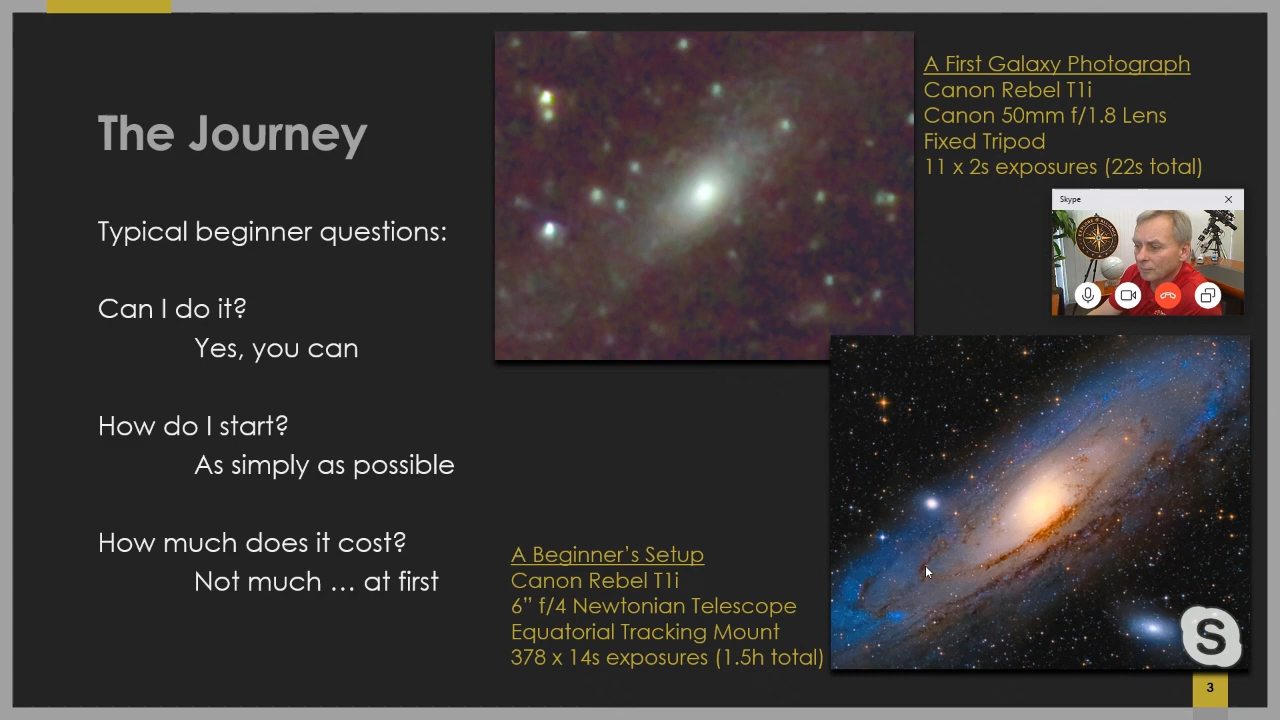 The Journey
Typical beginner questions:
Can I do it?
Yes, you can
How do I start?
As simply as possible
How much does it cost?
Not much … at first
A First Galaxy Photograph
Canon Rebel T1i
Canon 50mm f/1.8 Lens
Fixed Tripod
11 x 2s exposures (22s total)
Skype
A Beginner’s Setup
Canon Rebel T1i
6” f/4 Newtonian Telescope
Equatorial Tracking Mount
378 x 14s exposures (1.5h total)
S
3